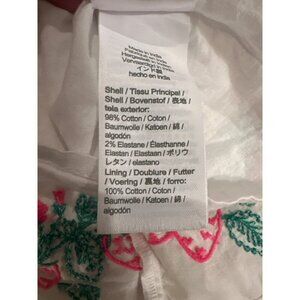 Made in India
Fabriqué en Inde
Hergestellt in Indien
Vervaardigd in India
インド製
hecho en India
Shell / Tissu Principal /
Shell / Bovenstof / 表地 /
tela exterior:
98% Cotton / Coton /
Baumwolle / Katoen / 綿 /
algodón
2% Elastane / Élasthanne /
Elastan / Elastaan / ポリウ
レタン / elastano
Lining / Doublure / Futter
/ Voering / 裏地 / forro:
100% Cotton / Coton /
Baumwolle / Katoen / 綿 /
algodón